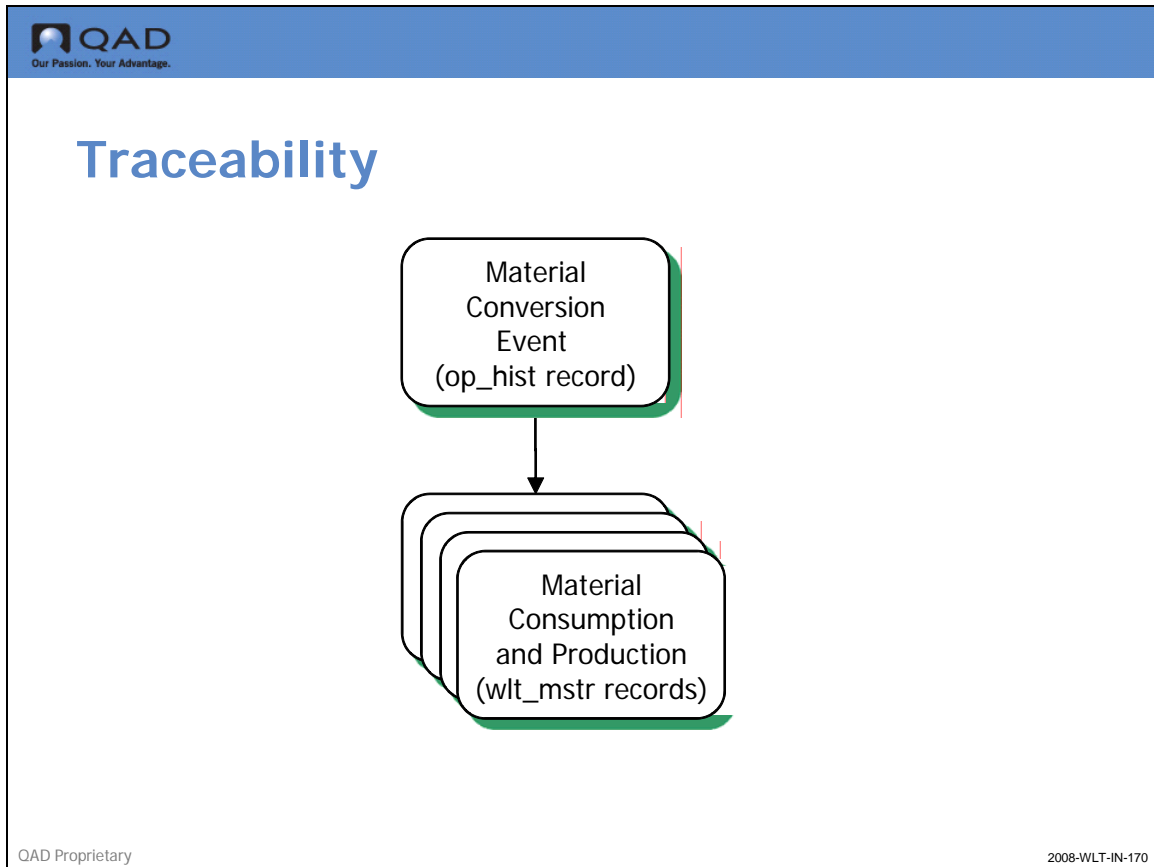 QAD
Our Passion. Your Advantage.
Traceability
Material
Conversion
Event
(op_hist record)
Material
Consumption
and Production
(wlt_mstr records)
QAD Proprietary
2008-WLT-IN-170